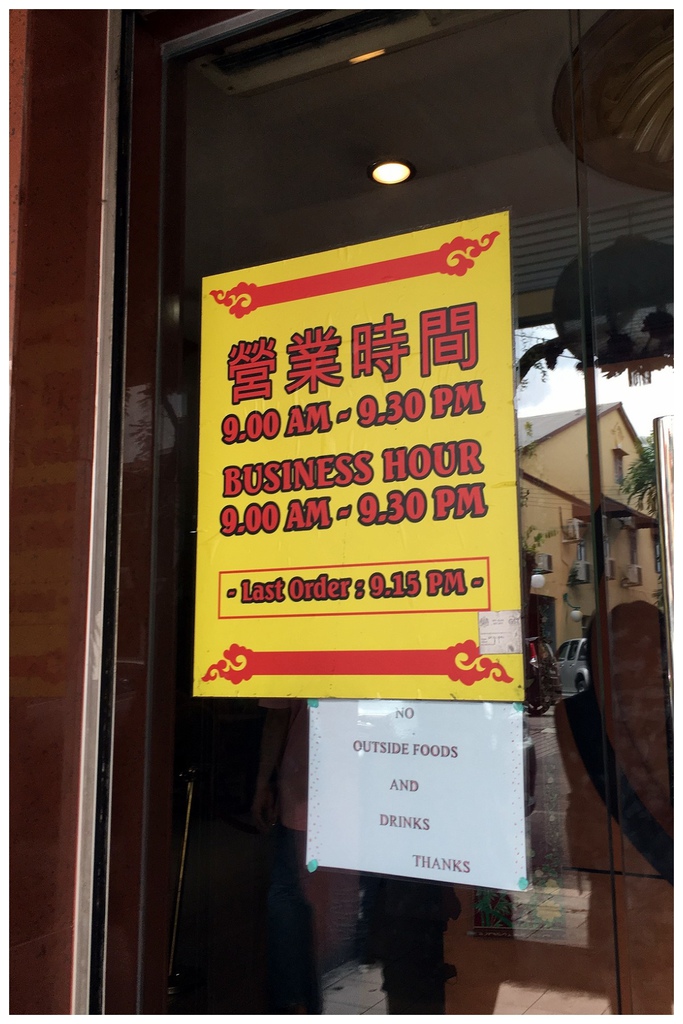 營業時間
9.00 AM - 9.30 PM
BUSINESS HOUR
9.00 AM - 9.30 PM
- Last Order : 9.15 PM -
NO
OUTSIDE FOODS
AND
DRINKS
THANKS